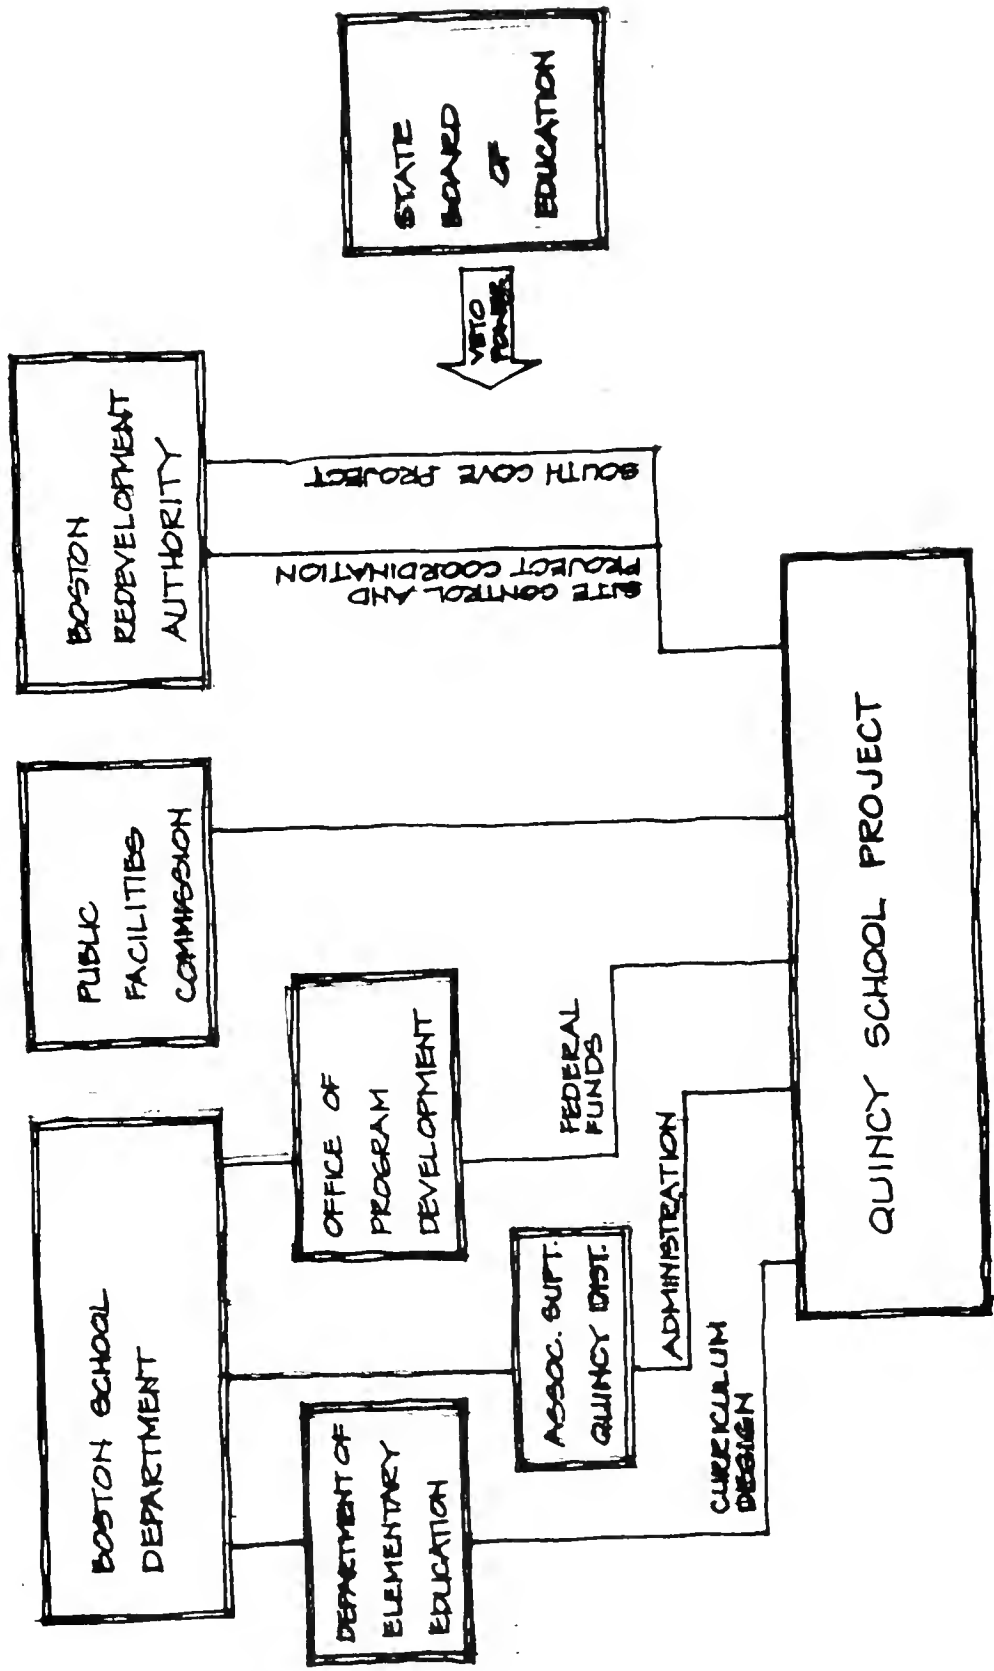 BOSTON SCHOOL
DEPARTMENT
PUBLIC
FACILITIES
COMMISSION
BOSTON
REDEVELOPMENT
AUTHORITY
DEPARTMENT OF
ELEMENTARY
EDUCATION
OFFICE OF
PROGRAM
DEVELOPMENT
ASSOC. SUPT.
QUINCY DIST.
SITE CONTROL AND
PROJECT COORDINATION
SOUTH COVE PROJECT
VETO
POWER
STATE
BOARD
OF
EDUCATION
CURRICULUM
DESIGN
ADMINISTRATION
FEDERAL
FUNDS
QUINCY SCHOOL PROJECT